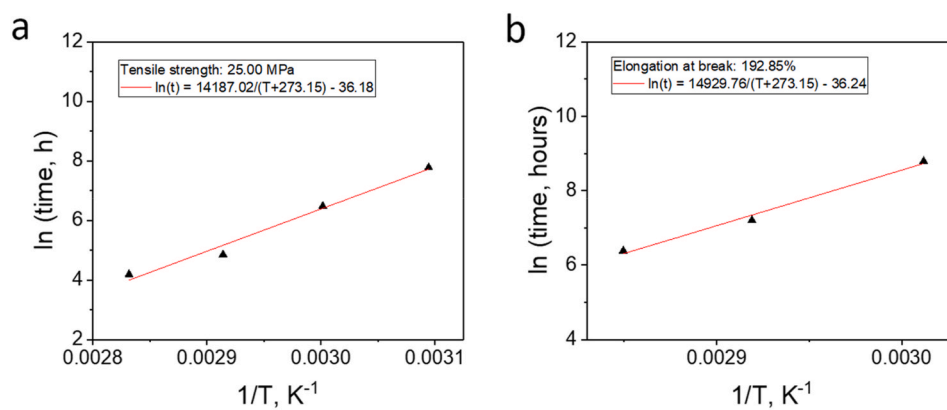 a
12
10
8
6
4
2
ln (time, h)
Tensile strength: 25.00 MPa
ln(t) = 14187.02/(T+273.15) - 36.18
0.0028
0.0029
0.0030
0.0031
1/T, K⁻¹
b
12
10
8
6
4
ln (time, hours)
Elongation at break: 192.85%
ln(t) = 14929.76/(T+273.15) - 36.24
0.0029
0.0030
1/T, K⁻¹